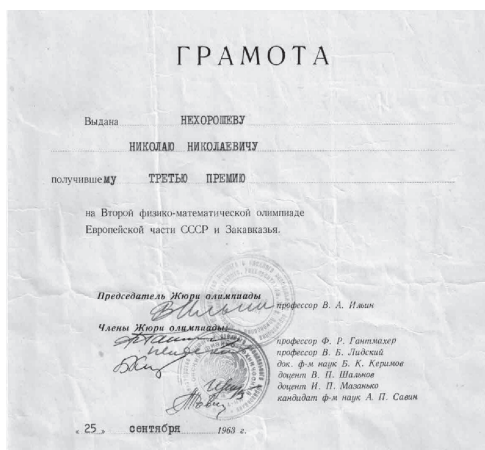 ГРАМОТА
Выдана НЕХОРОШЕВУ
НИКОЛАЮ НИКОЛАЕВИЧУ
получившему ТРЕТЬЮ ПРЕМИЮ
на Второй физико-математической олимпиаде
Европейской части СССР и Закавказья.
Председатель Жюри олимпиады
профессор В. А. Ильин
Члены Жюри олимпиады:
профессор Ф. Р. Гантмахер
профессор В. Б. Лидский
док. ф-м наук Б. К. Керимов
доцент В. П. Шальнов
доцент И. П. Мазанько
кандидат ф-м наук А. П. Савин
„ 25 „ сентября 1963 г.